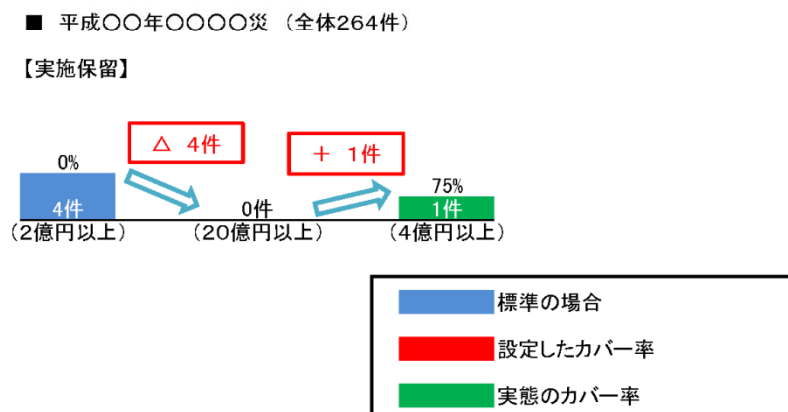 ■ 平成〇〇年〇〇〇〇災 (全体264件)
【実施保留】
△ 4件
+ 1件
0%
75%
4件
0件
1件
(2億円以上)
(20億円以上)
(4億円以上)
標準の場合
設定したカバー率
実態のカバー率